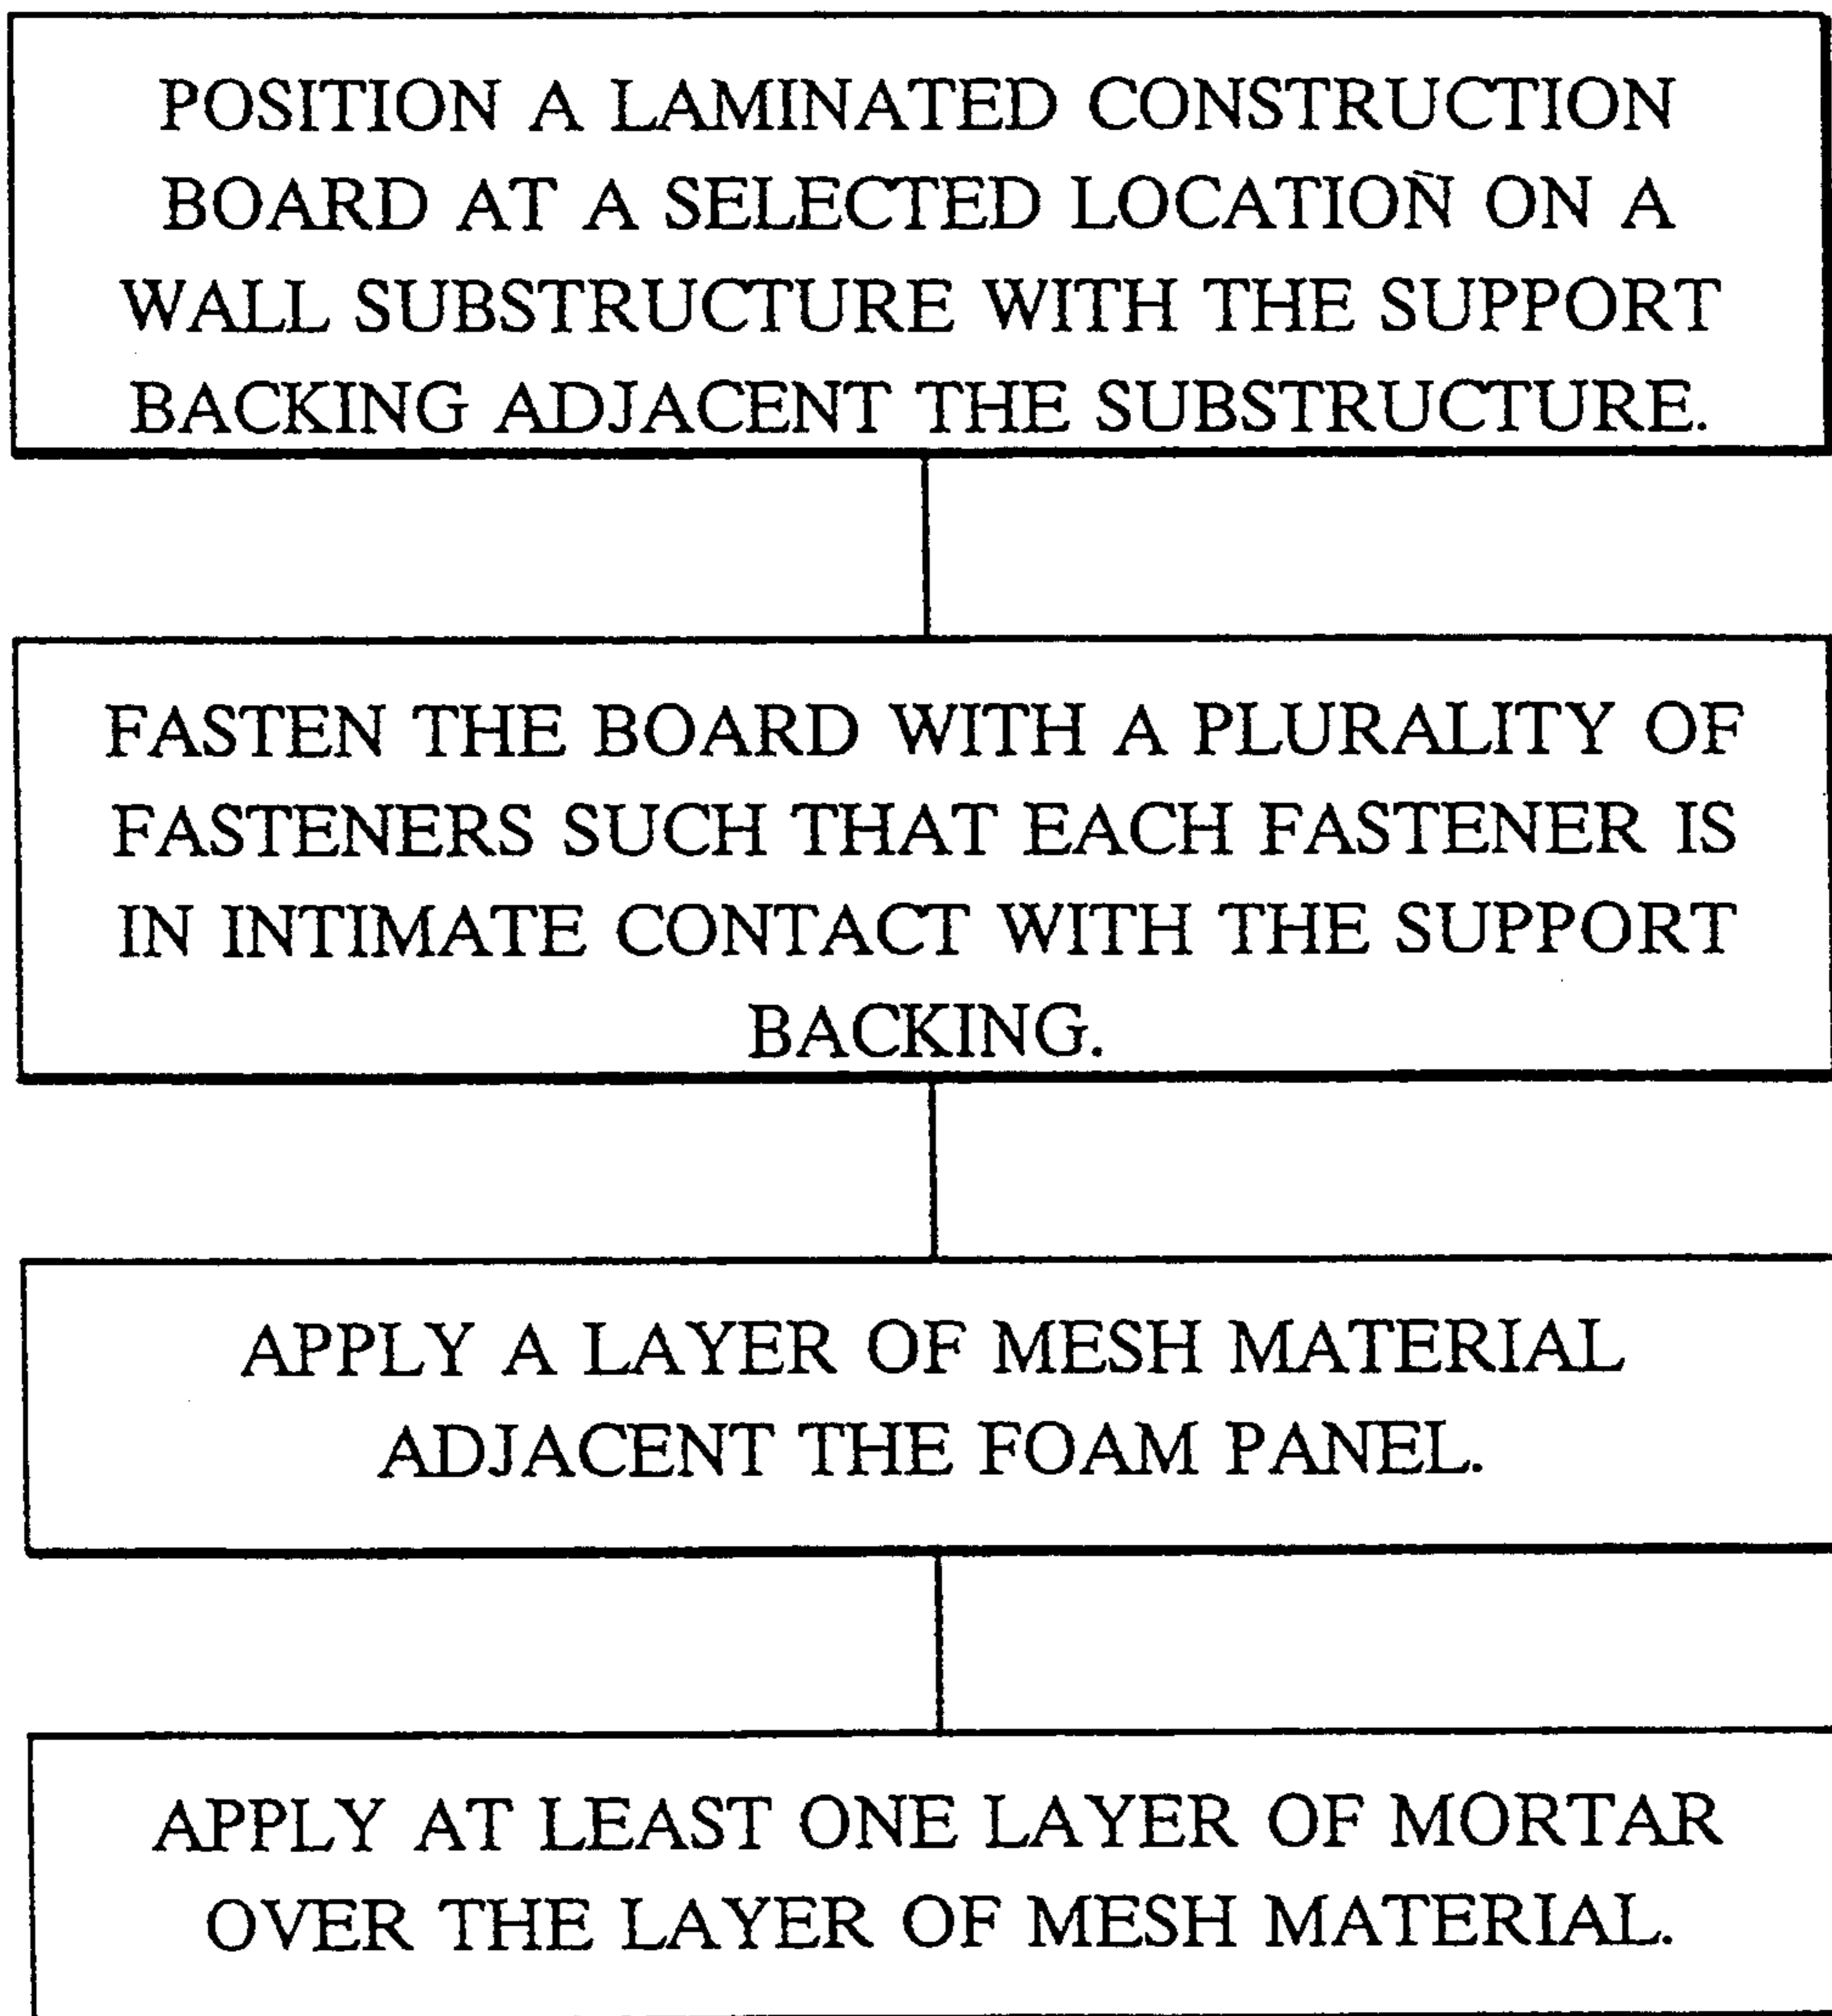 POSITION A LAMINATED CONSTRUCTION
BOARD AT A SELECTED LOCATION ON A
WALL SUBSTRUCTURE WITH THE SUPPORT
BACKING ADJACENT THE SUBSTRUCTURE.
FASTEN THE BOARD WITH A PLURALITY OF
FASTENERS SUCH THAT EACH FASTENER IS
IN INTIMATE CONTACT WITH THE SUPPORT
BACKING.
APPLY A LAYER OF MESH MATERIAL
ADJACENT THE FOAM PANEL.
APPLY AT LEAST ONE LAYER OF MORTAR
OVER THE LAYER OF MESH MATERIAL.